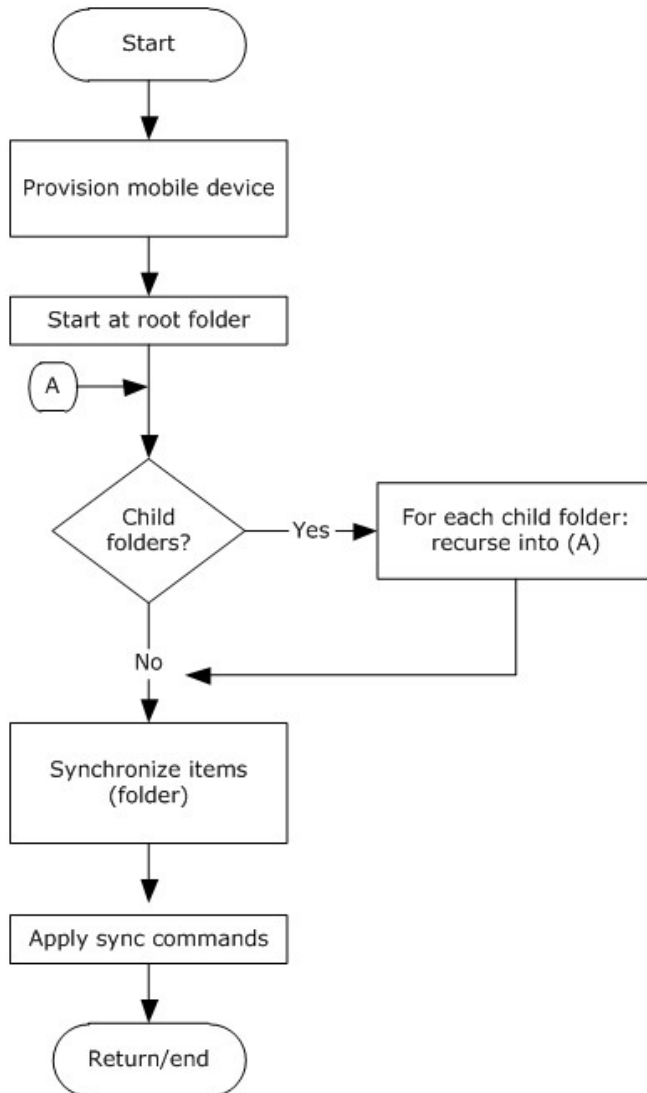 Start
Provision mobile device
Start at root folder
A
Child
folders?
Yes
For each child folder:
recurse into (A)
No
Synchronize items
(folder)
Apply sync commands
Return/end